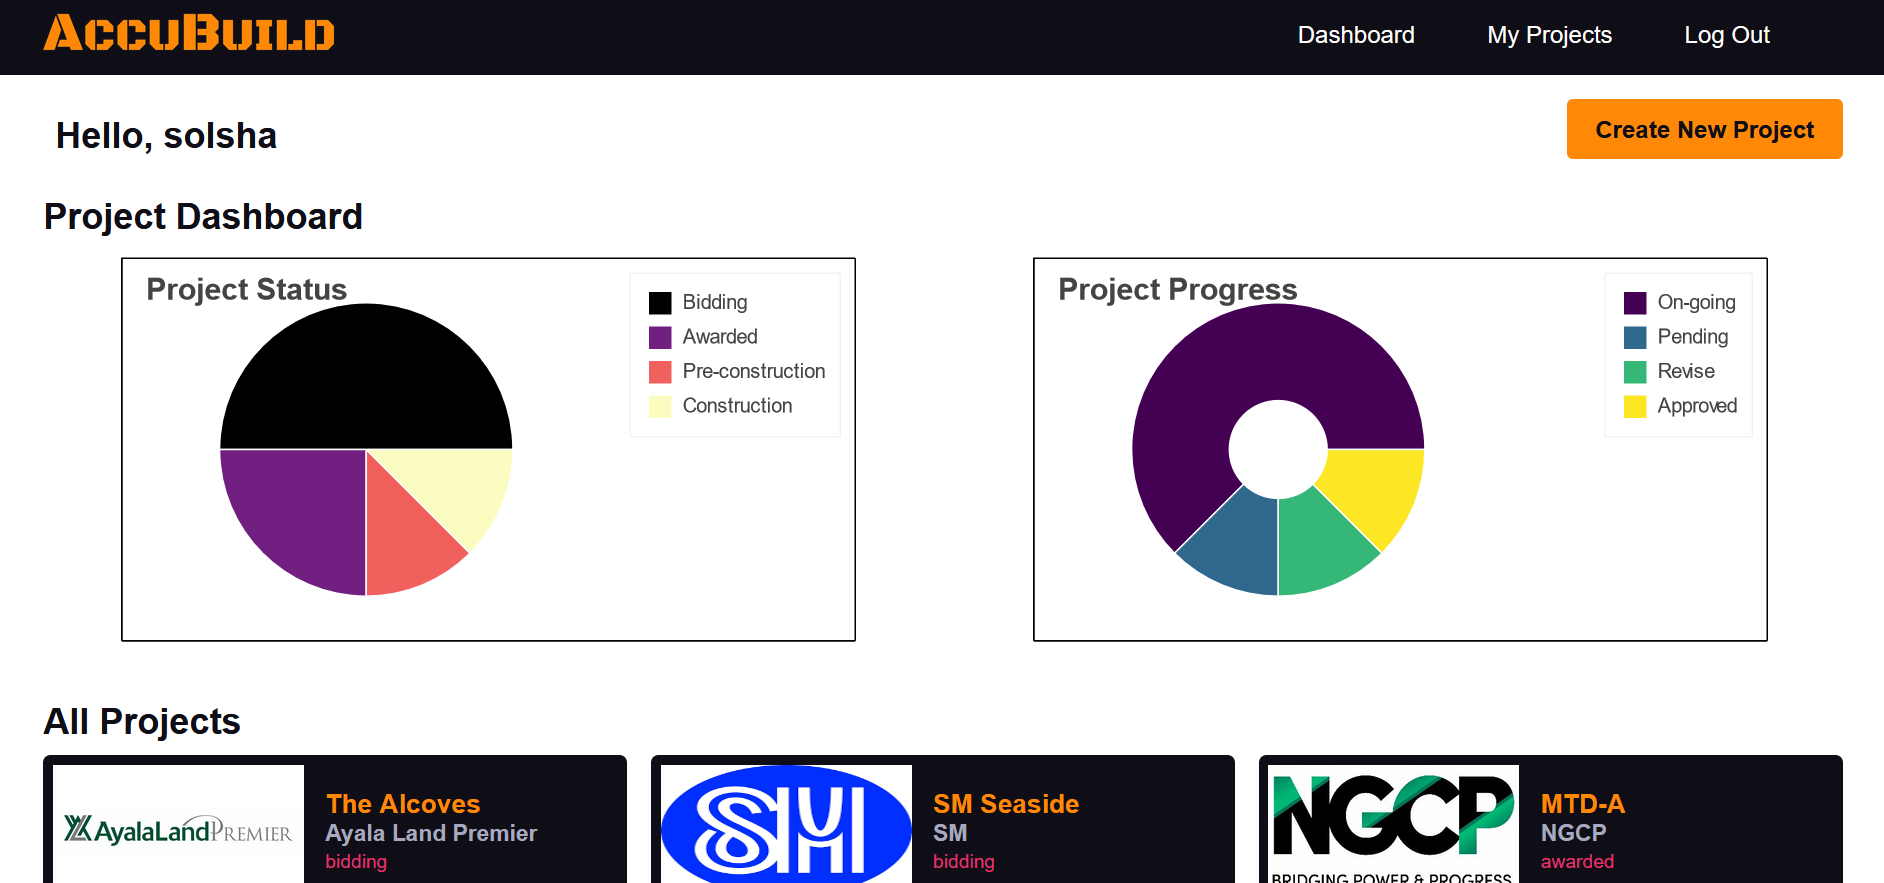 ACCUBUILD
Dashboard
My Projects
Log Out
Hello, solsha
Create New Project
Project Dashboard
Project Status
Bidding
Awarded
Pre-construction
Construction
Project Progress
On-going
Pending
Revise
Approved
All Projects
AyalaLand PREMIER
The Alcoves
Ayala Land Premier
bidding
SM
SM Seaside
SM
bidding
NGCP
BRIDGING POWER & PROGRESS
MTD-A
NGCP
awarded